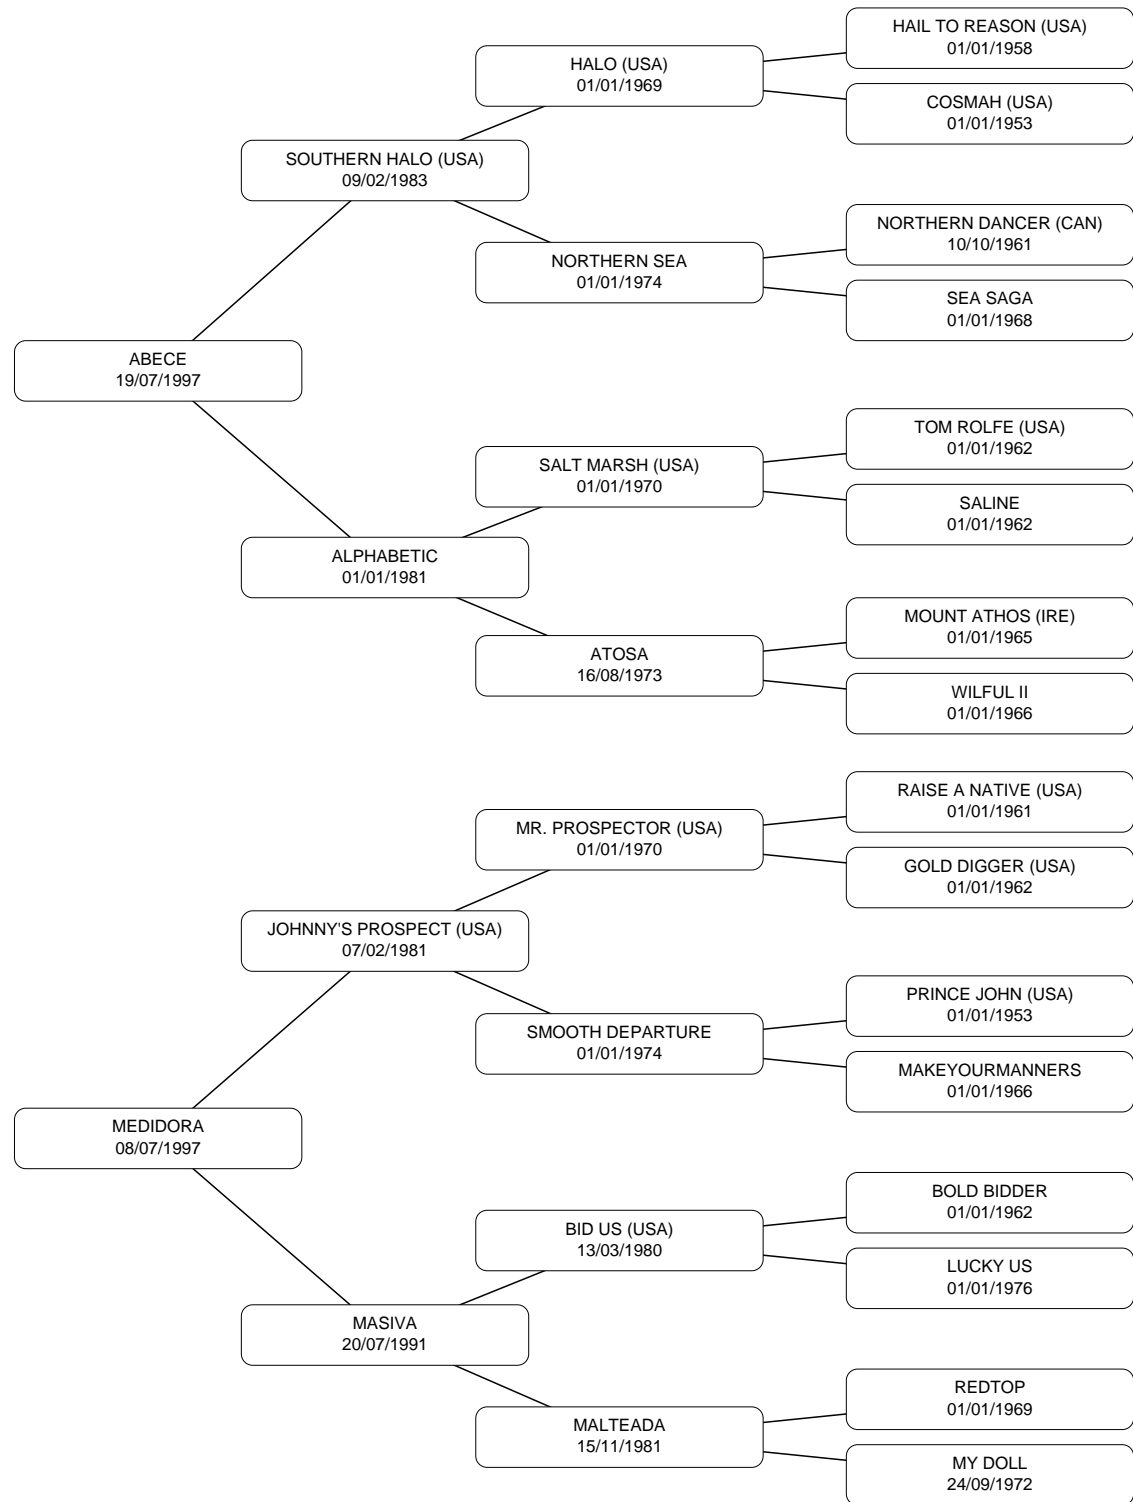 HAIL TO REASON (USA)
01/01/1958
HALO (USA)
01/01/1969
COSMAH (USA)
01/01/1953
SOUTHERN HALO (USA)
09/02/1983
NORTHERN DANCER (CAN)
10/10/1961
NORTHERN SEA
01/01/1974
SEA SAGA
01/01/1968
ABECE
19/07/1997
TOM ROLFE (USA)
01/01/1962
SALT MARSH (USA)
01/01/1970
SALINE
01/01/1962
ALPHABETIC
01/01/1981
MOUNT ATHOS (IRE)
01/01/1965
ATOSA
16/08/1973
WILFUL II
01/01/1966
RAISE A NATIVE (USA)
01/01/1961
MR. PROSPECTOR (USA)
01/01/1970
GOLD DIGGER (USA)
01/01/1962
JOHNNY'S PROSPECT (USA)
07/02/1981
PRINCE JOHN (USA)
01/01/1953
SMOOTH DEPARTURE
01/01/1974
MAKEYOURMANNERS
01/01/1966
MEDIDORA
08/07/1997
BOLD BIDDER
01/01/1962
BID US (USA)
13/03/1980
LUCKY US
01/01/1976
MASIVA
20/07/1991
REDTOP
01/01/1969
MALTEADA
15/11/1981
MY DOLL
24/09/1972